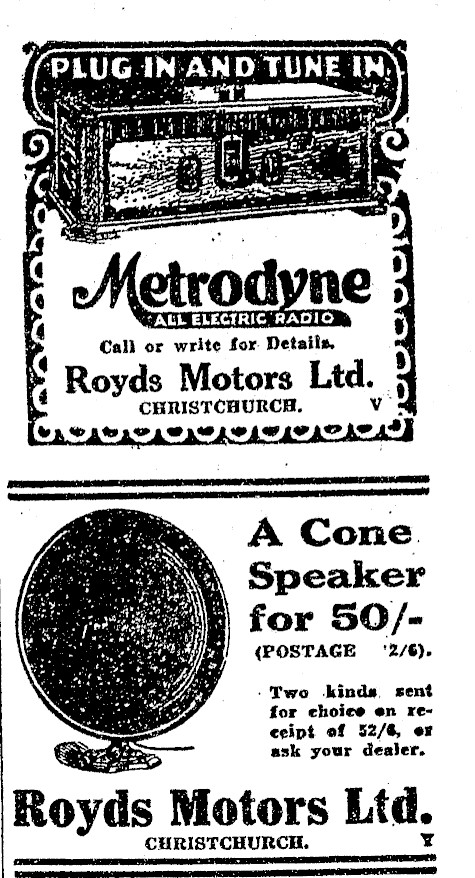 PLUG IN AND TUNE IN
Metrodyne
ALL ELECTRIC RADIO
Call or write for Details.
Royds Motors Ltd.
CHRISTCHURCH. V
A Cone
Speaker
for 50/-
(POSTAGE 2/6).
Two kinds sent
for choice on re-
ceipt of 52/6, or
ask your dealer.
Royds Motors Ltd.
CHRISTCHURCH. V